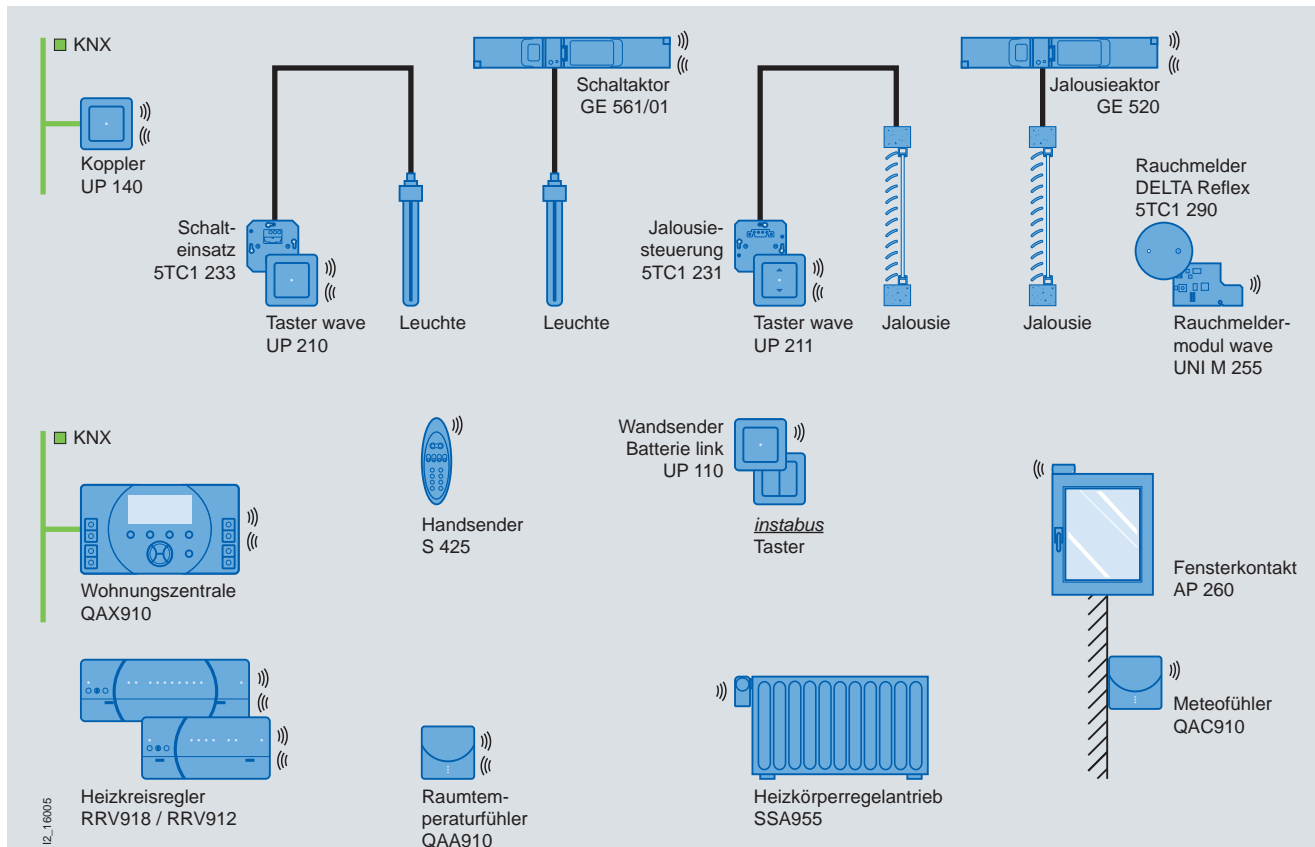 KNX
Koppler
UP 140
Schalt-
einsatz
5TC1 233
Taster wave
UP 210
Leuchte
Schaltaktor
GE 561/01
Leuchte
Jalousie-
steuerung
5TC1 231
Taster wave
UP 211
Jalousie
Jalousieaktor
GE 520
Jalousie
Rauchmelder
DELTA Reflex
5TC1 290
Rauchmelder-
modul wave
UNI M 255
KNX
Wohnungszentrale
QAX910
Handsender
S 425
Wandsender
Batterie link
UP 110
instabus
Taster
Fensterkontakt
AP 260
Meteofühler
QAC910
Heizkreisregler
RRV918 / RRV912
Raumtem-
peraturfühler
QAA910
Heizkörperregelantrieb
SSA955
I2_16005